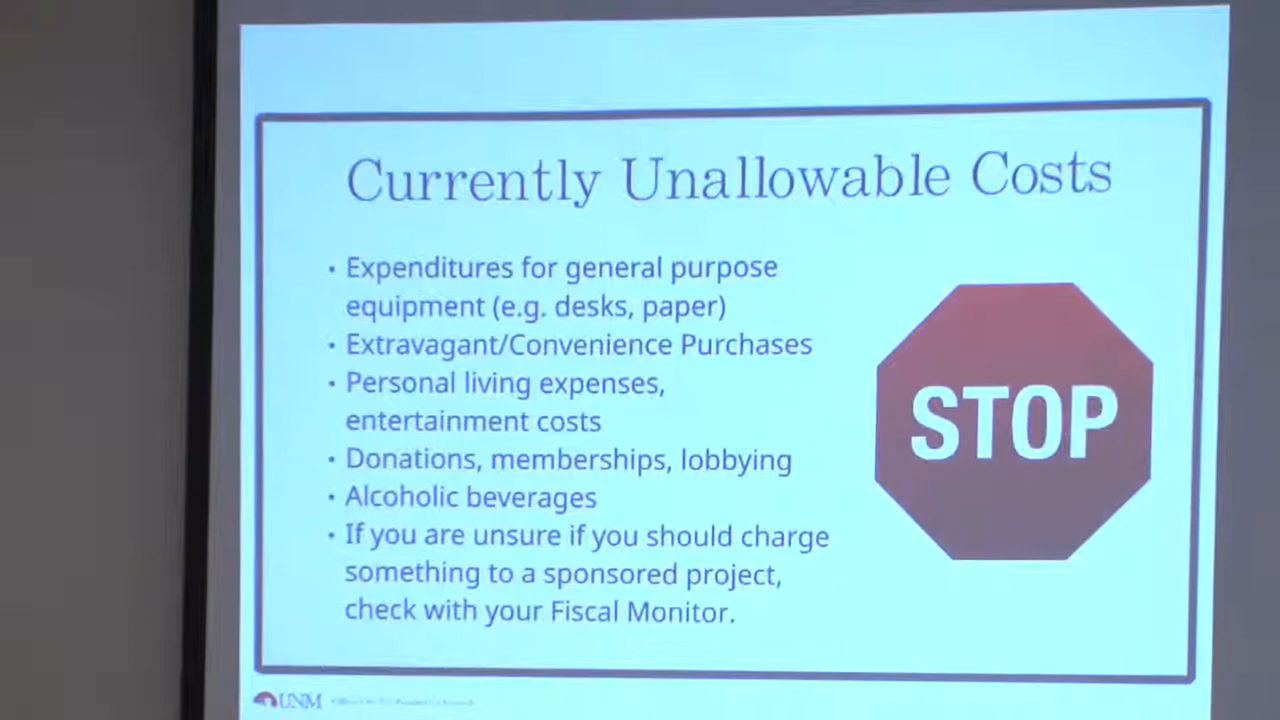 Currently Unallowable Costs
• Expenditures for general purpose
equipment (e.g. desks, paper)
• Extravagant/Convenience Purchases
• Personal living expenses,
entertainment costs
• Donations, memberships, lobbying
• Alcoholic beverages
• If you are unsure if you should charge
something to a sponsored project,
check with your Fiscal Monitor.
STOP
UNM